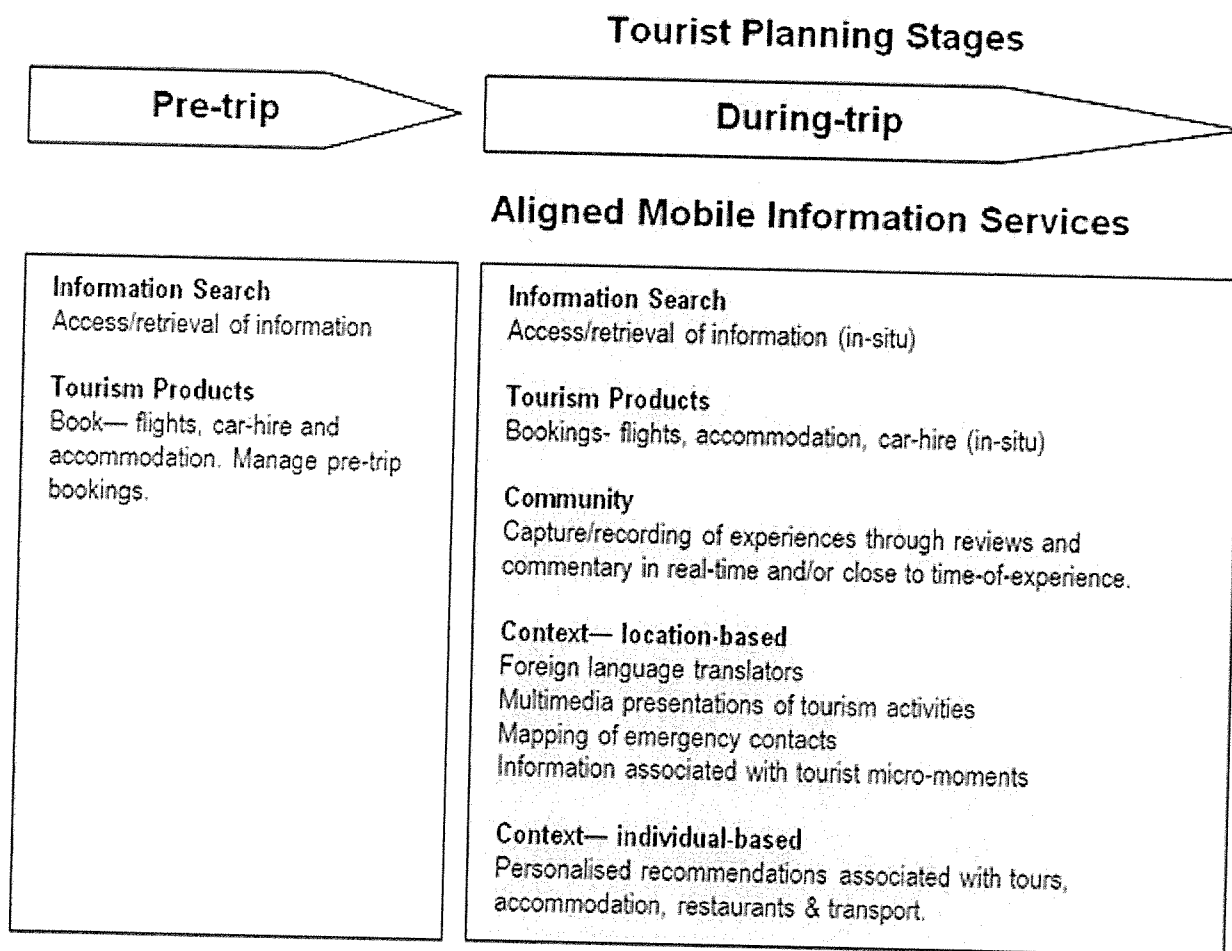 Tourist Planning Stages
Pre-trip
During-trip
Aligned Mobile Information Services
Information Search
Access/retrieval of information
Tourism Products
Book— flights, car-hire and
accommodation. Manage pre-trip
bookings.
Information Search
Access/retrieval of information (in-situ)
Tourism Products
Bookings- flights, accommodation, car-hire (in-situ)
Community
Capture/recording of experiences through reviews and
commentary in real-time and/or close to time-of-experience.
Context— location-based
Foreign language translators
Multimedia presentations of tourism activities
Mapping of emergency contacts
Information associated with tourist micro-moments
Context— individual-based
Personalised recommendations associated with tours,
accommodation, restaurants & transport.